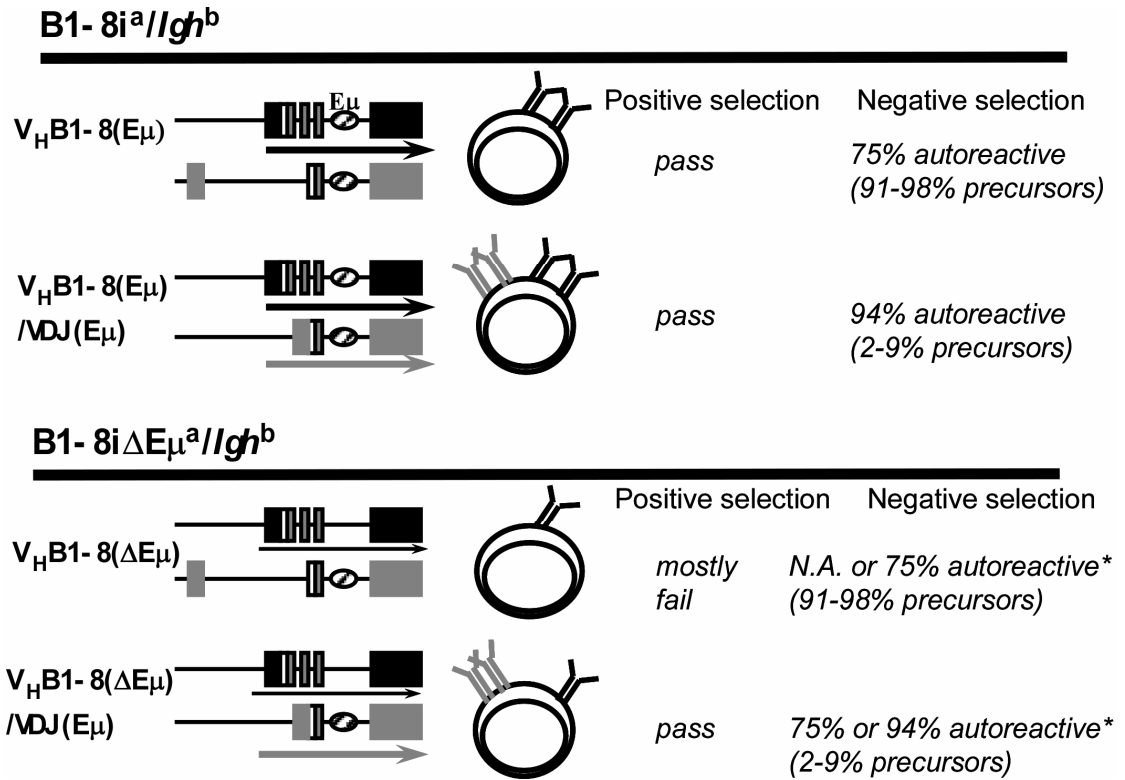 B1- 8iᵃ/Ighᵇ
Eμ
Positive selection Negative selection
VHB1- 8(Eμ)
pass
75% autoreactive
(91-98% precursors)
VHB1- 8(Eμ)
/VDJ(Eμ)
pass
94% autoreactive
(2-9% precursors)
B1- 8iΔEμᵃ/Ighᵇ
Positive selection Negative selection
VHB1- 8(ΔEμ)
mostly
fail
N.A. or 75% autoreactive*
(91-98% precursors)
VHB1- 8(ΔEμ)
/VDJ(Eμ)
pass
75% or 94% autoreactive*
(2-9% precursors)